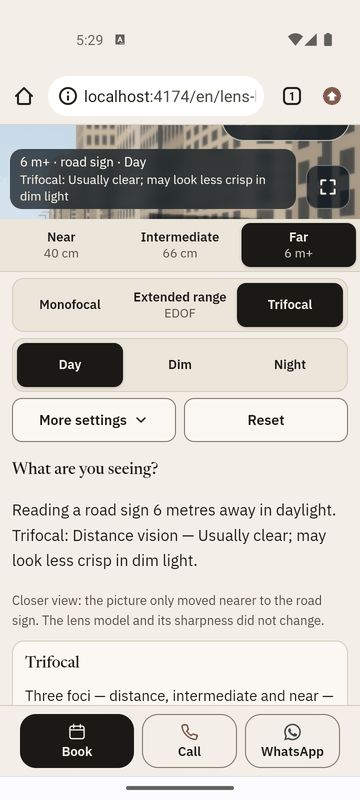 5:29
localhost:4174/en/lens-
1
6 m+ · road sign · Day
Trifocal: Usually clear; may look less crisp in
dim light
Near
40 cm
Intermediate
66 cm
Far
6 m+
Monofocal
Extended range
EDOF
Trifocal
Day
Dim
Night
More settings
Reset
What are you seeing?
Reading a road sign 6 metres away in daylight.
Trifocal: Distance vision — Usually clear; may
look less crisp in dim light.
Closer view: the picture only moved nearer to the road
sign. The lens model and its sharpness did not change.
Trifocal
Three foci — distance, intermediate and near —
Book
Call
WhatsApp